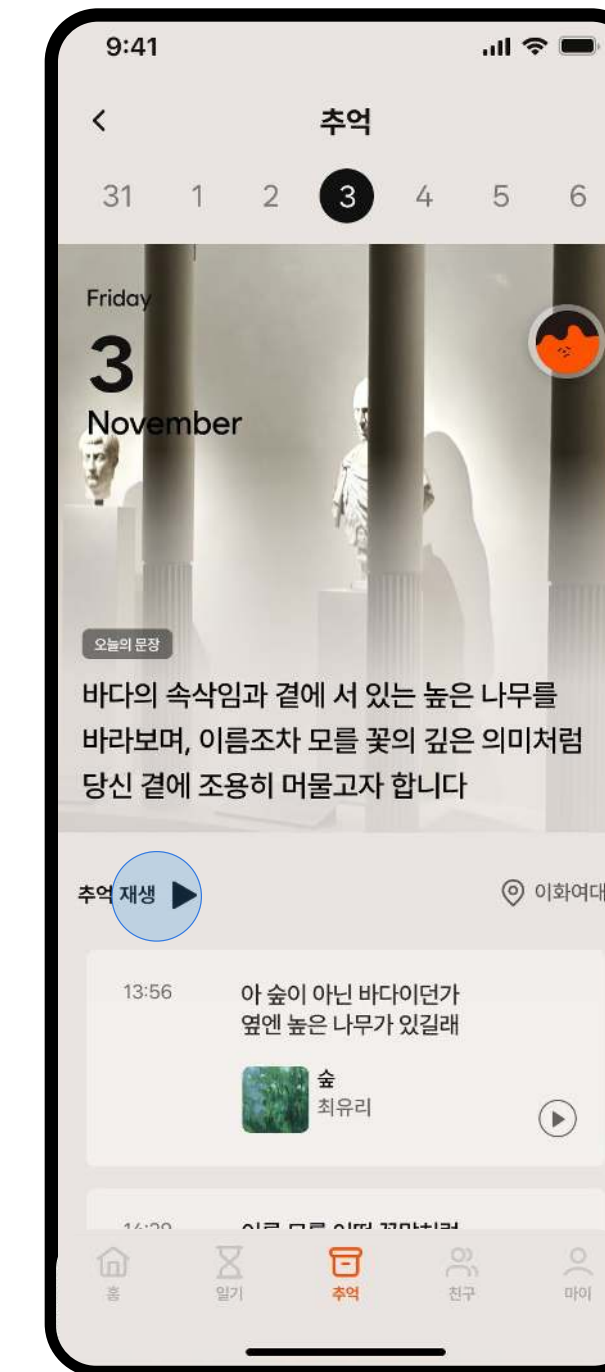 9:41
추억
31 1 2 3 4 5 6
Friday
3
November
오늘의 문장
바다의 속삭임과 곁에 서 있는 높은 나무를
바라보며, 이름조차 모를 꽃의 깊은 의미처럼
당신 곁에 조용히 머물고자 합니다
추억 재생
이화여대
13:56
아 숲이 아닌 바다이던가
옆엔 높은 나무가 있길래
숲
최유리
홈 일기 추억 친구 마이